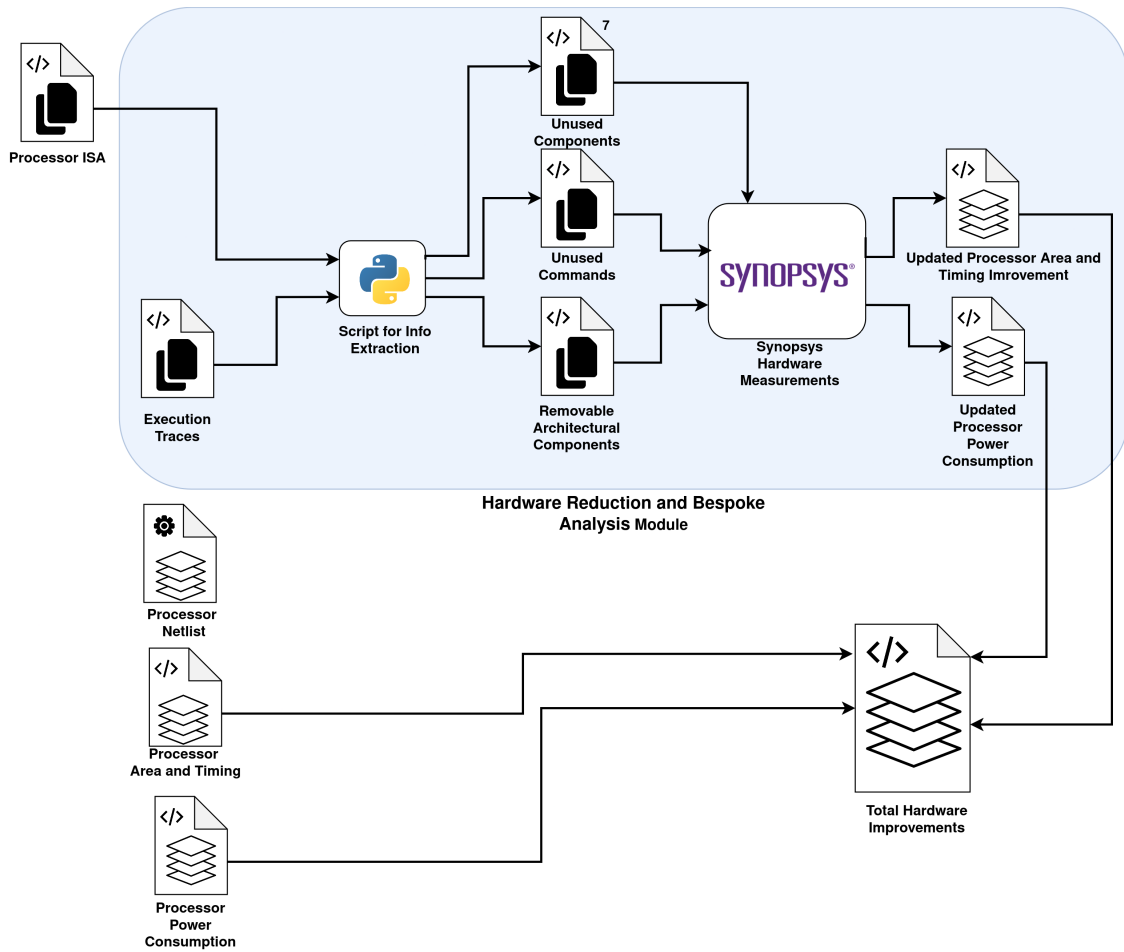 7
</>
</>
Processor ISA
Unused
Components
</>
Unused
Commands
</>
Execution
Traces
Script for Info
Extraction
</>
Removable
Architectural
Components
SYNOPSYS®
Synopsys
Hardware
Measurements
</>
Updated Processor Area and
Timing Imrovement
</>
Updated
Processor
Power
Consumption
Hardware Reduction and Bespoke
Analysis Module
Processor
Netlist
</>
Processor
Area and Timing
</>
Processor
Power
Consumption
</>
Total Hardware
Improvements